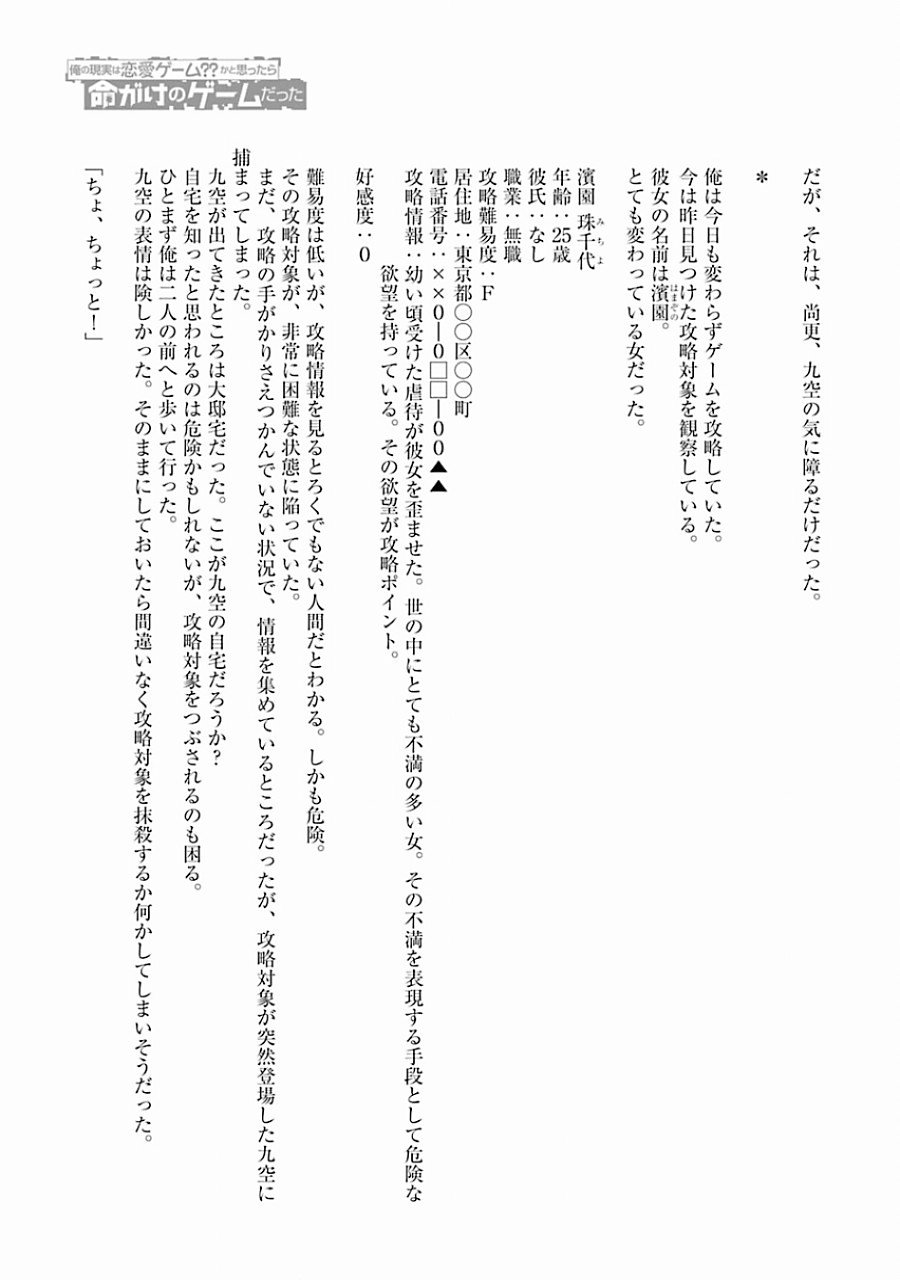 俺の現実は恋愛ゲーム??かと思ったら
命がけのゲームだった
だが、それは、尚更、九空の気に障るだけだった。
*
俺は今日も変わらずゲームを攻略していた。
今は昨日見つけた攻略対象を観察している。
彼女の名前は濱園。
はまぞの
とても変わっている女だった。
濱園 珠千代
みちよ
年齢：25歳
彼氏：なし
職業：無職
攻略難易度：F
居住地：東京都〇〇区〇〇町
電話番号：××0ー0□□ー00▲▲
攻略情報：幼い頃受けた虐待が彼女を歪ませた。世の中にとても不満の多い女。その不満を表現する手段として危険な
欲望を持っている。その欲望が攻略ポイント。
好感度：0
難易度は低いが、攻略情報を見るとろくでもない人間だとわかる。しかも危険。
その攻略対象が、非常に困難な状態に陥っていた。
まだ、攻略の手がかりさえつかんでいない状況で、情報を集めているところだったが、攻略対象が突然登場した九空に
捕まってしまった。
九空が出てきたところは大邸宅だった。ここが九空の自宅だろうか？
自宅を知ったと思われるのは危険かもしれないが、攻略対象をつぶされるのも困る。
ひとまず俺は二人の前へと歩いて行った。
九空の表情は険しかった。そのままにしておいたら間違いなく攻略対象を抹殺するか何かしてしまいそうだった。
「ちょ、ちょっと！」